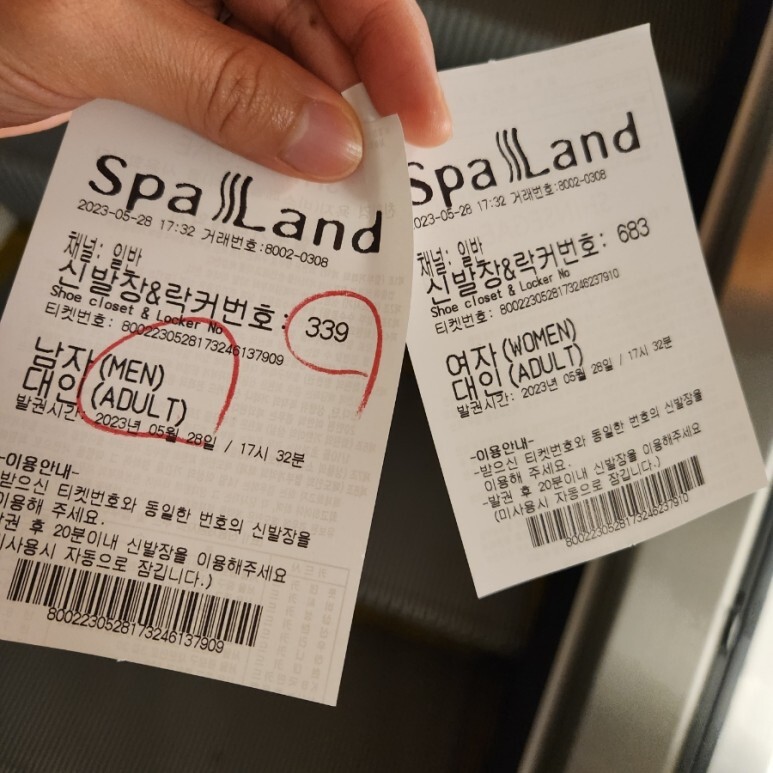 Spa Land
2023-05-28 17:32 거래번호:8002-0308
채널: 일반
신발장&락커번호: 339
Shoe closet & Locker No
티켓번호: 8002230528173246137909
남자(MEN)
대인(ADULT)
발권시간: 2023년 05월 28일 / 17시 32분
-이용안내-
-받으신 티켓번호와 동일한 번호의 신발장을
이용해 주세요.
발권 후 20분이내 신발장을 이용해주세요
(미사용시 자동으로 잠깁니다.)
8002230528173246137909
Spa Land
2023-05-28 17:32 거래번호:8002-0308
채널: 일반
신발장&락커번호: 683
Shoe closet & Locker No
티켓번호: 8002230528173246137910
여자(WOMEN)
대인(ADULT)
발권시간: 2023년 05월 28일 / 17시 32분
-이용안내-
-받으신 티켓번호와 동일한 번호의 신발장을
이용해 주세요.
-발권 후 20분이내 신발장을 이용해주세요
(미사용시 자동으로 잠깁니다.)
80022305281732461237910